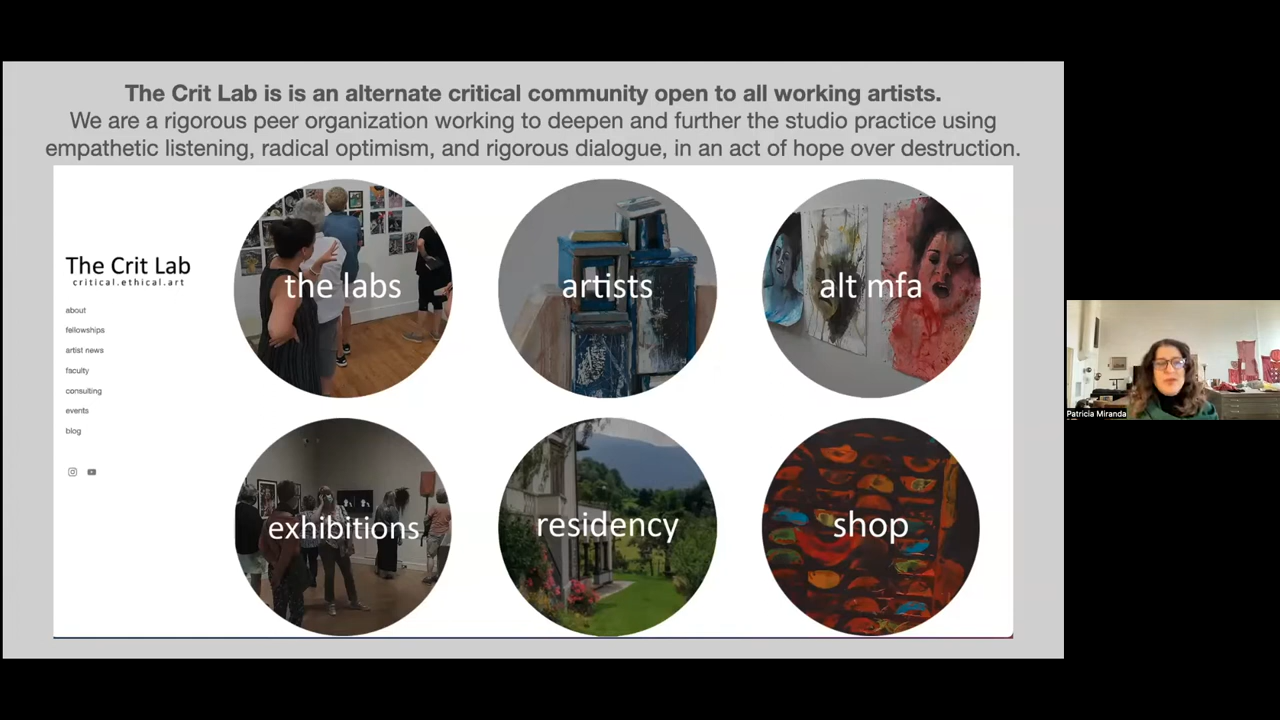 The Crit Lab is is an alternate critical community open to all working artists.
We are a rigorous peer organization working to deepen and further the studio practice using
empathetic listening, radical optimism, and rigorous dialogue, in an act of hope over destruction.
The Crit Lab
critical.ethical.art
about
fellowships
artist news
faculty
consulting
events
blog
the labs
artists
alt mfa
exhibitions
residency
shop
Patricia Miranda